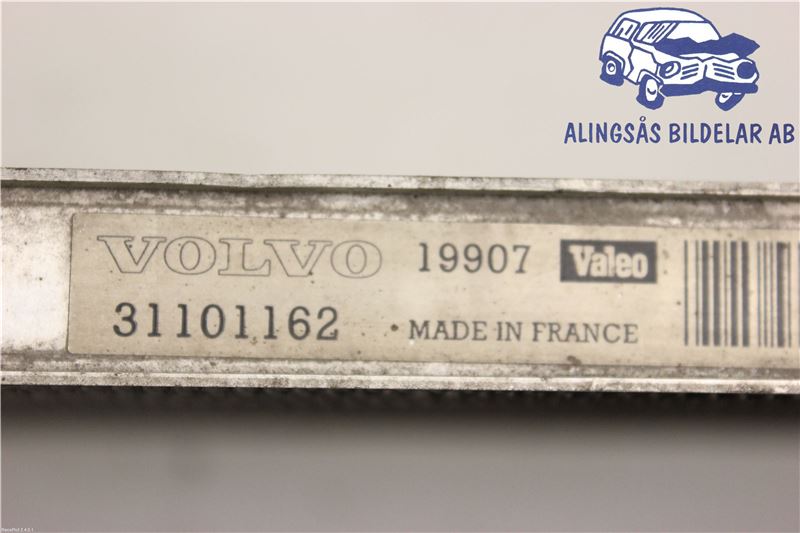 ALINGSÅS BILDELAR AB
VOLVO 19907 Valeo
31101162 MADE IN FRANCE